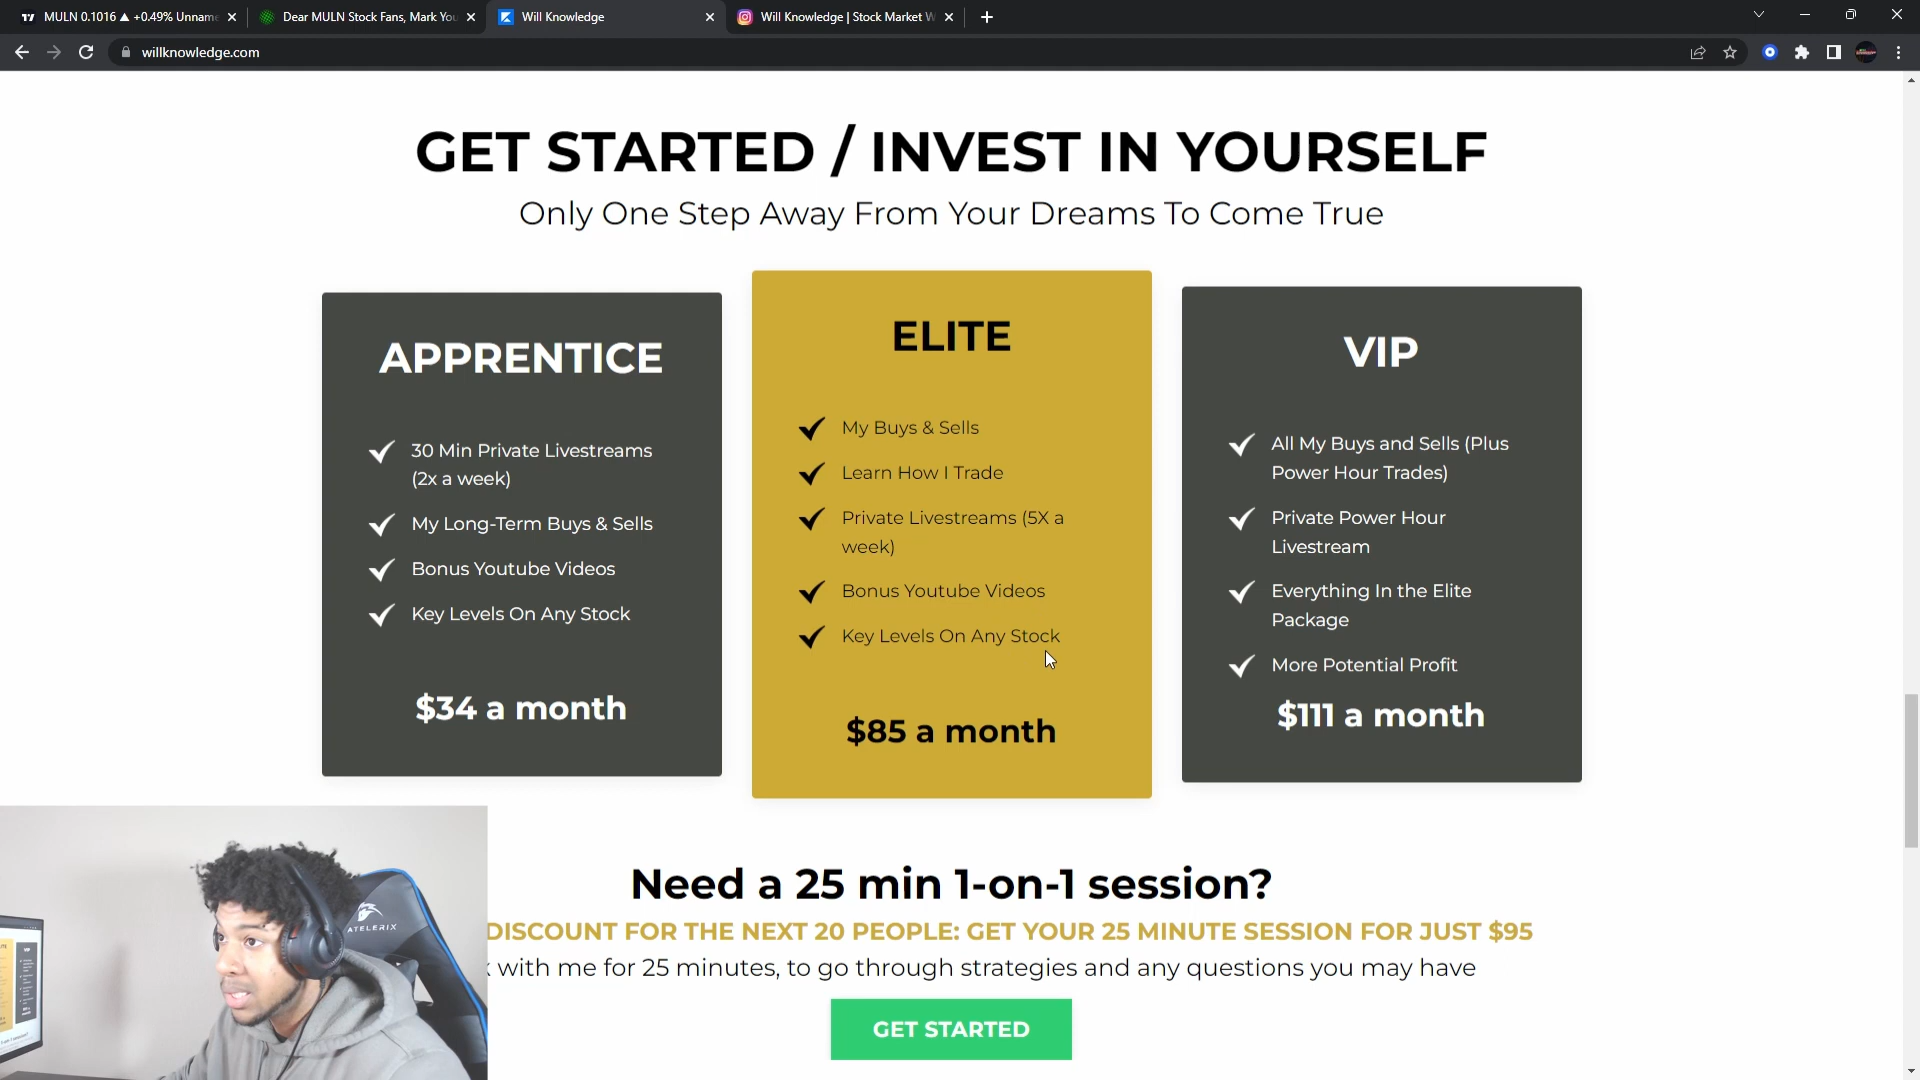 MULN 0.1016 ▲ +0.49% Unname
Dear MULN Stock Fans, Mark You
Will Knowledge
Will Knowledge | Stock Market W
willknowledge.com
GET STARTED / INVEST IN YOURSELF
Only One Step Away From Your Dreams To Come True
APPRENTICE
30 Min Private Livestreams
(2x a week)
My Long-Term Buys & Sells
Bonus Youtube Videos
Key Levels On Any Stock
$34 a month
ELITE
My Buys & Sells
Learn How I Trade
Private Livestreams (5X a
week)
Bonus Youtube Videos
Key Levels On Any Stock
$85 a month
VIP
All My Buys and Sells (Plus
Power Hour Trades)
Private Power Hour
Livestream
Everything In the Elite
Package
More Potential Profit
$111 a month
Need a 25 min 1-on-1 session?
DISCOUNT FOR THE NEXT 20 PEOPLE: GET YOUR 25 MINUTE SESSION FOR JUST $95
with me for 25 minutes, to go through strategies and any questions you may have
GET STARTED
ATELERIX